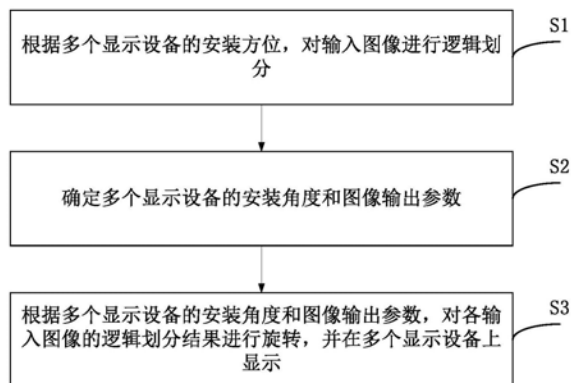 S1
根据多个显示设备的安装方位，对输入图像进行逻辑划
分
S2
确定多个显示设备的安装角度和图像输出参数
S3
根据多个显示设备的安装角度和图像输出参数，对各输
入图像的逻辑划分结果进行旋转，并在多个显示设备上
显示